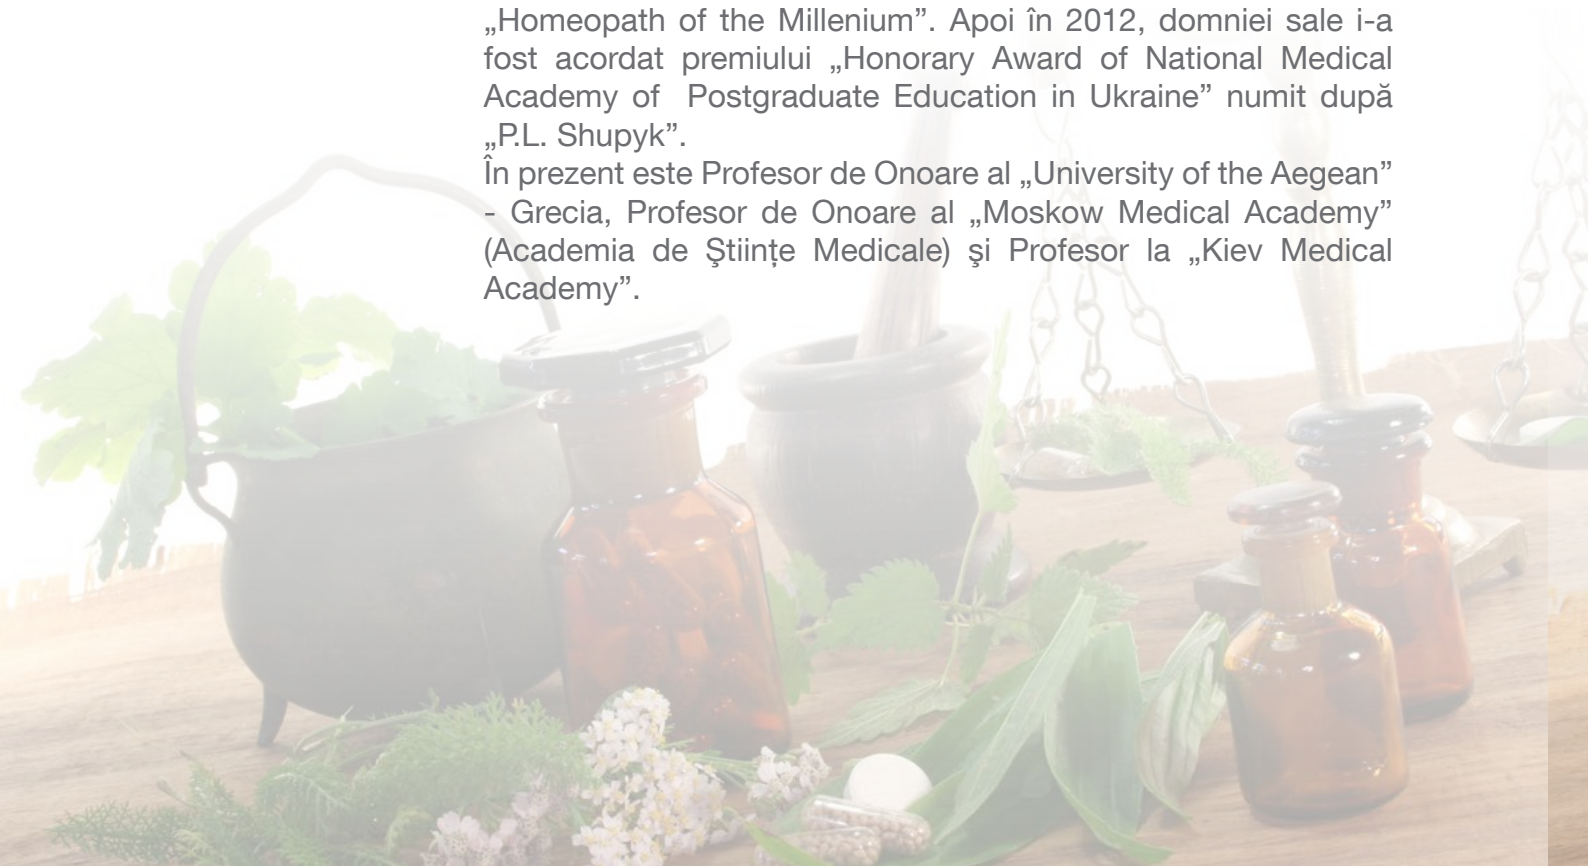 „Homeopath of the Millenium”. Apoi în 2012, domniei sale i-a
fost acordat premiului „Honorary Award of National Medical
Academy of  Postgraduate Education in Ukraine” numit după
„P.L. Shupyk”.
În prezent este Profesor de Onoare al „University of the Aegean”
- Grecia, Profesor de Onoare al „Moskow Medical Academy”
(Academia de Ştiințe Medicale) şi Profesor la „Kiev Medical
Academy”.